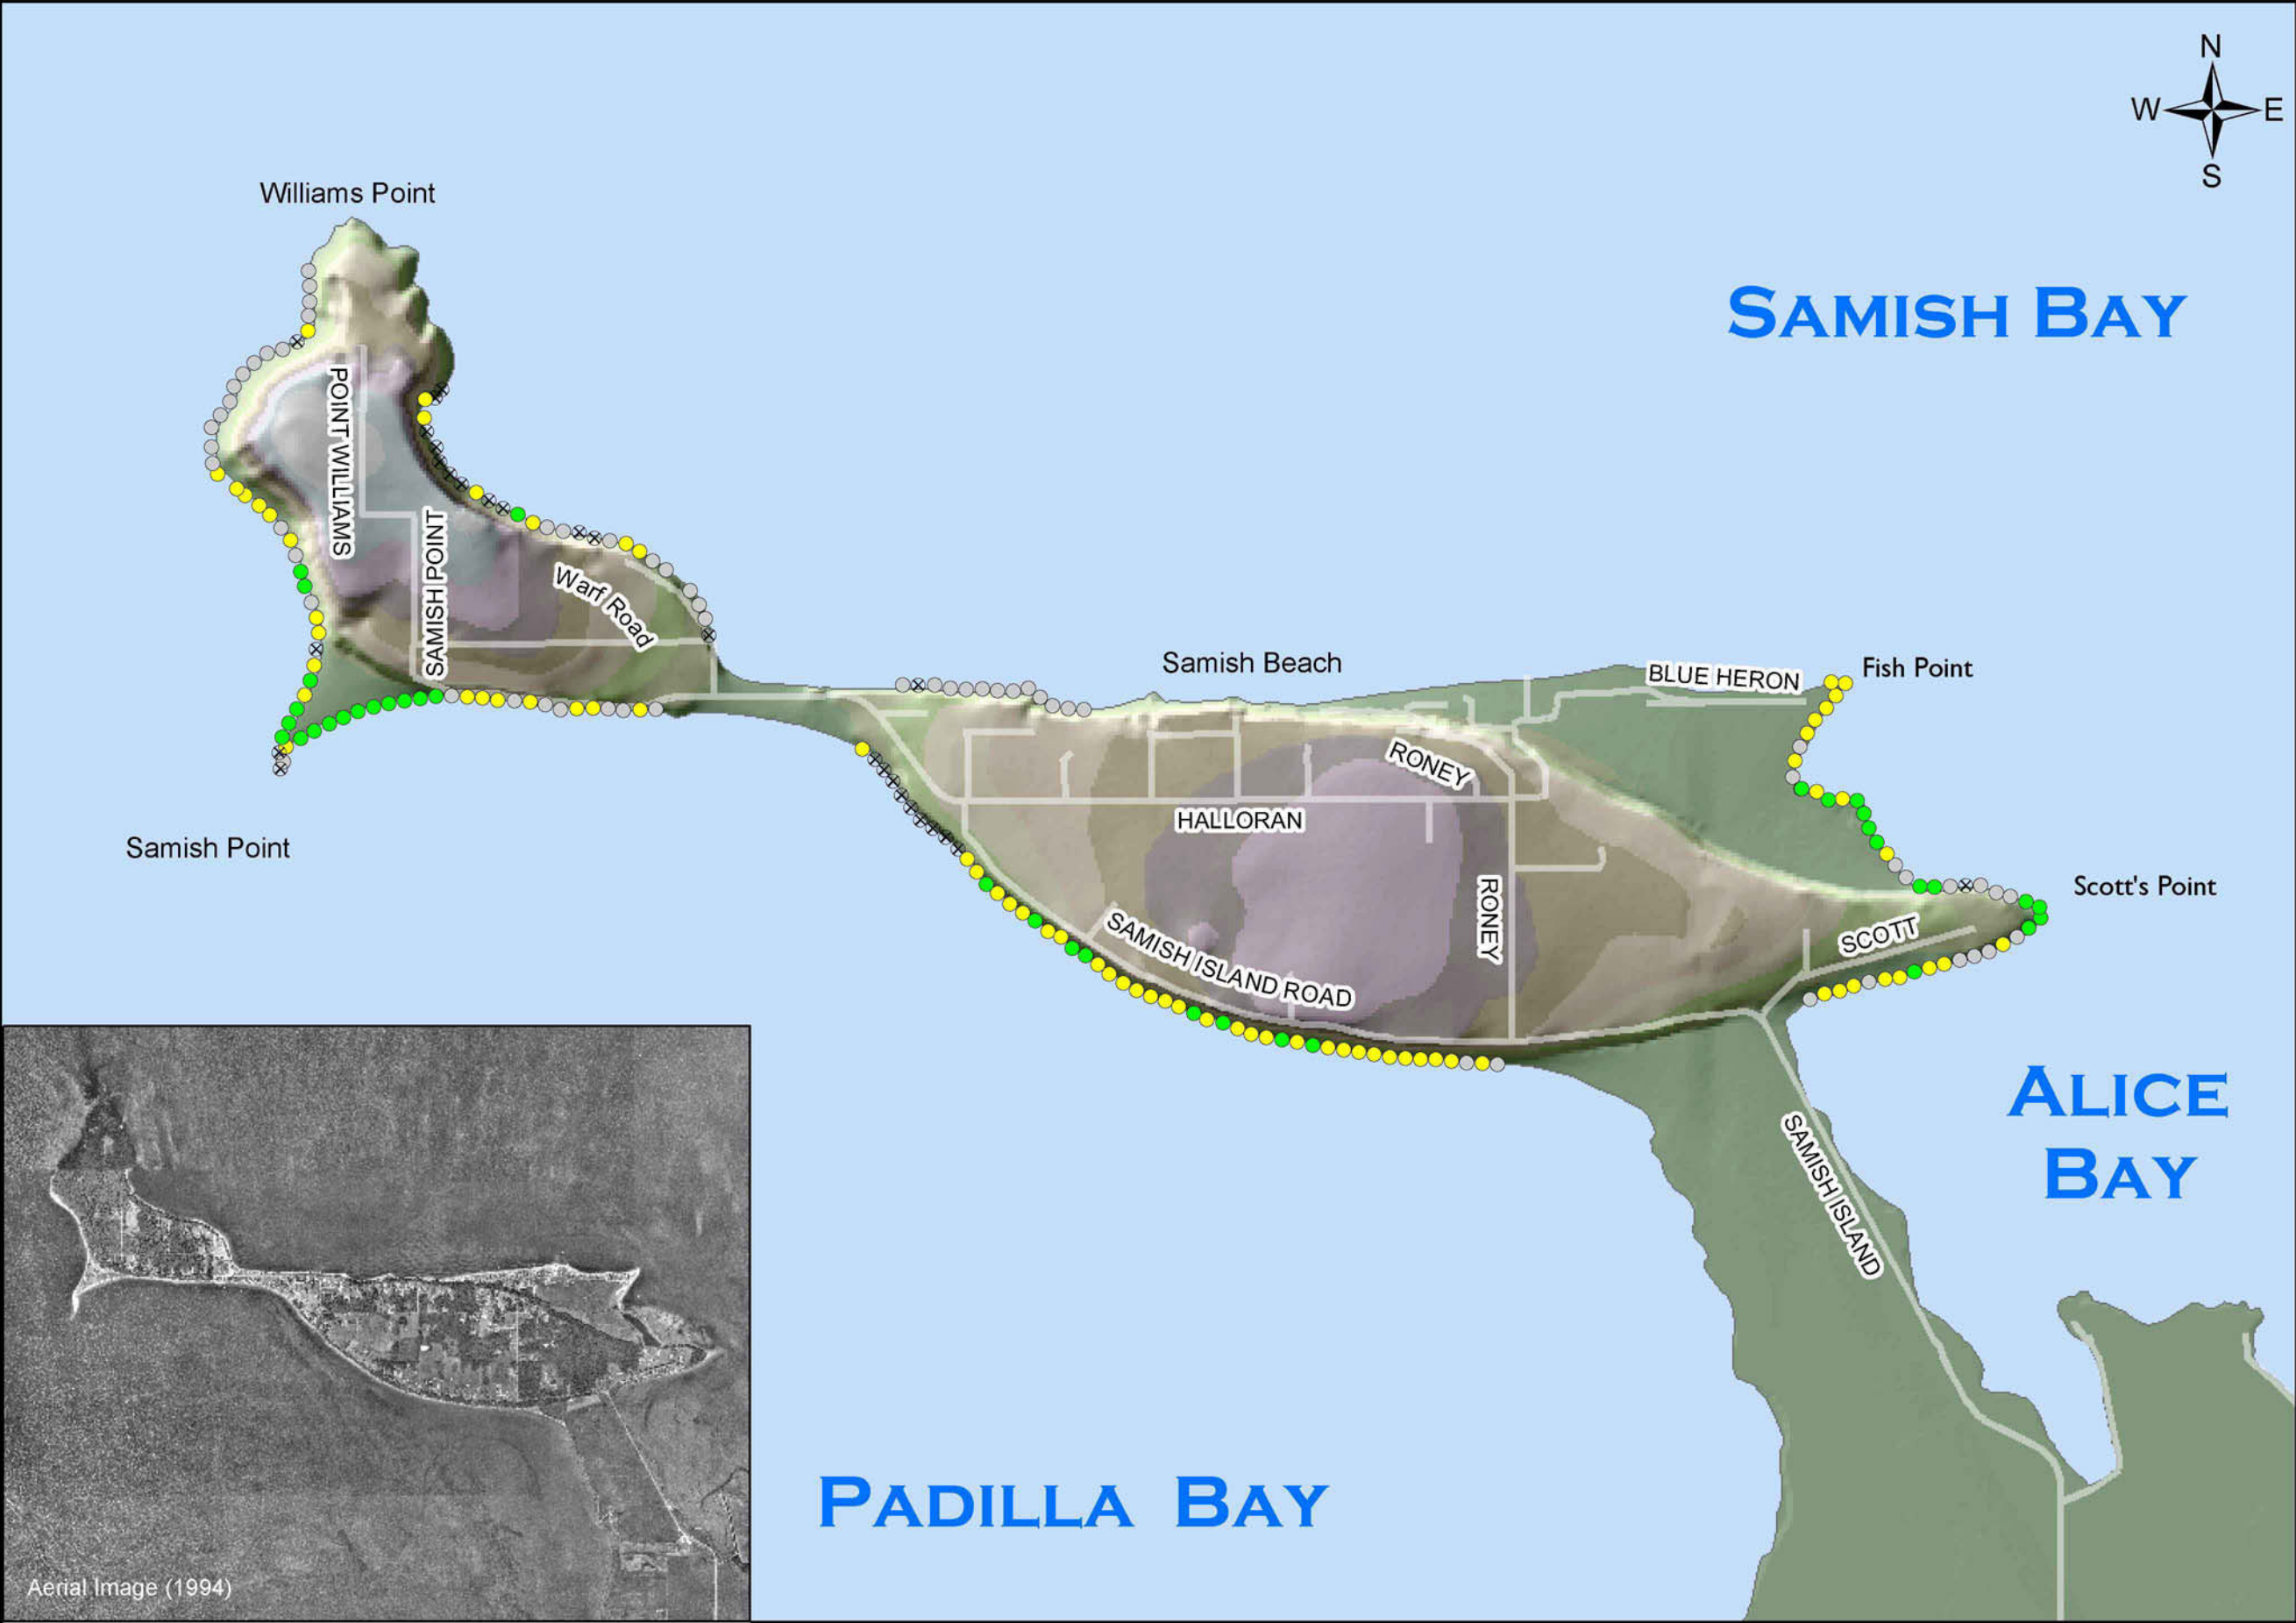 N
W E
S
Williams Point
SAMISH BAY
POINT WILLIAMS
SAMISH POINT
Warf Road
Samish Beach
BLUE HERON
Fish Point
RONEY
HALLORAN
Samish Point
RONEY
Scott's Point
SCOTT
SAMISH ISLAND ROAD
ALICE
BAY
SAMISH ISLAND
PADILLA BAY
Aerial Image (1994)